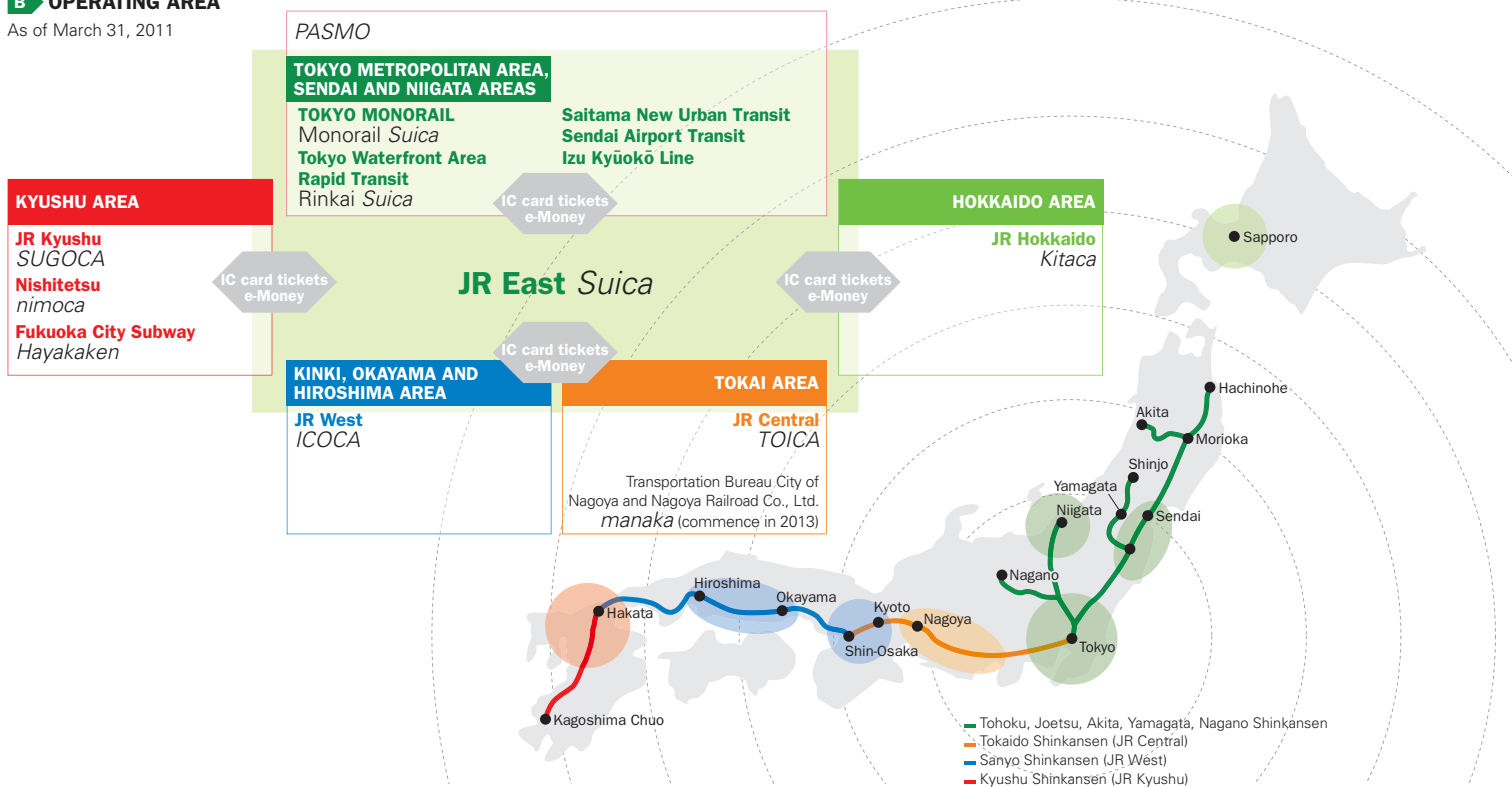 B OPERATING AREA
As of March 31, 2011
PASMO
TOKYO METROPOLITAN AREA,
SENDAI AND NIIGATA AREAS
TOKYO MONORAIL
Monorail Suica
Tokyo Waterfront Area
Rapid Transit
Rinkai Suica
Saitama New Urban Transit
Sendai Airport Transit
Izu Kyūokō Line
IC card tickets
e-Money
KYUSHU AREA
JR Kyushu
SUGOCA
Nishitetsu
nimoca
Fukuoka City Subway
Hayakaken
IC card tickets
e-Money
JR East Suica
IC card tickets
e-Money
HOKKAIDO AREA
JR Hokkaido
Kitaca
IC card tickets
e-Money
KINKI, OKAYAMA AND
HIROSHIMA AREA
JR West
ICOCA
TOKAI AREA
JR Central
TOICA
Transportation Bureau City of
Nagoya and Nagoya Railroad Co., Ltd.
manaka (commence in 2013)
Sapporo
Hachinohe
Akita
Morioka
Shinjo
Yamagata
Niigata
Sendai
Nagano
Hiroshima
Okayama
Hakata
Kyoto
Nagoya
Shin-Osaka
Tokyo
Kagoshima Chuo
Tohoku, Joetsu, Akita, Yamagata, Nagano Shinkansen
Tokaido Shinkansen (JR Central)
Sanyo Shinkansen (JR West)
Kyushu Shinkansen (JR Kyushu)